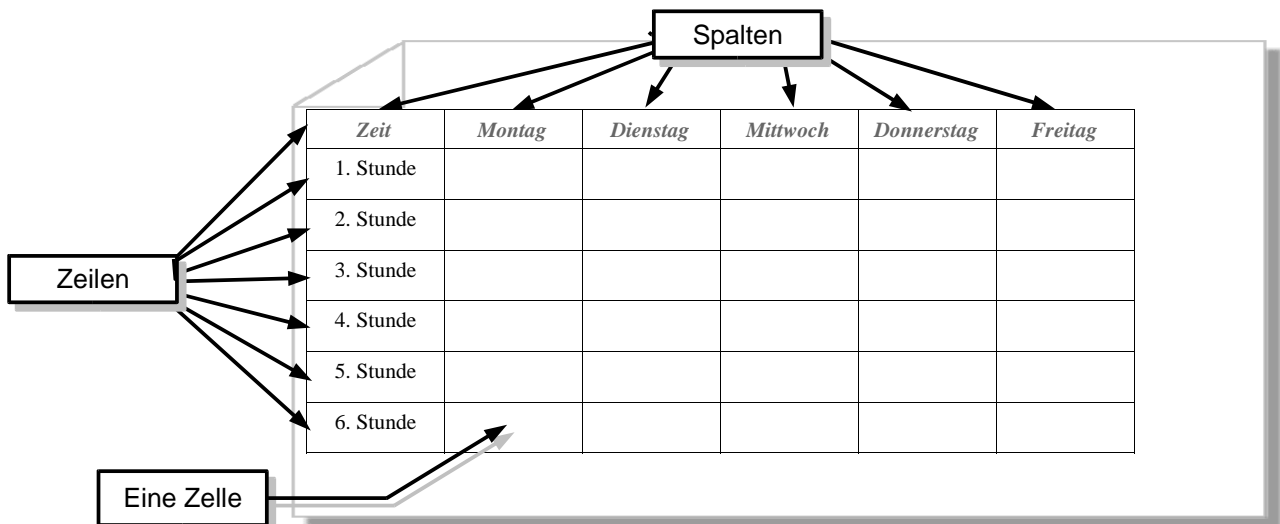 Spalten
Zeit Montag Dienstag Mittwoch Donnerstag Freitag
1. Stunde
2. Stunde
Zeilen
3. Stunde
4. Stunde
5. Stunde
6. Stunde
Eine Zelle